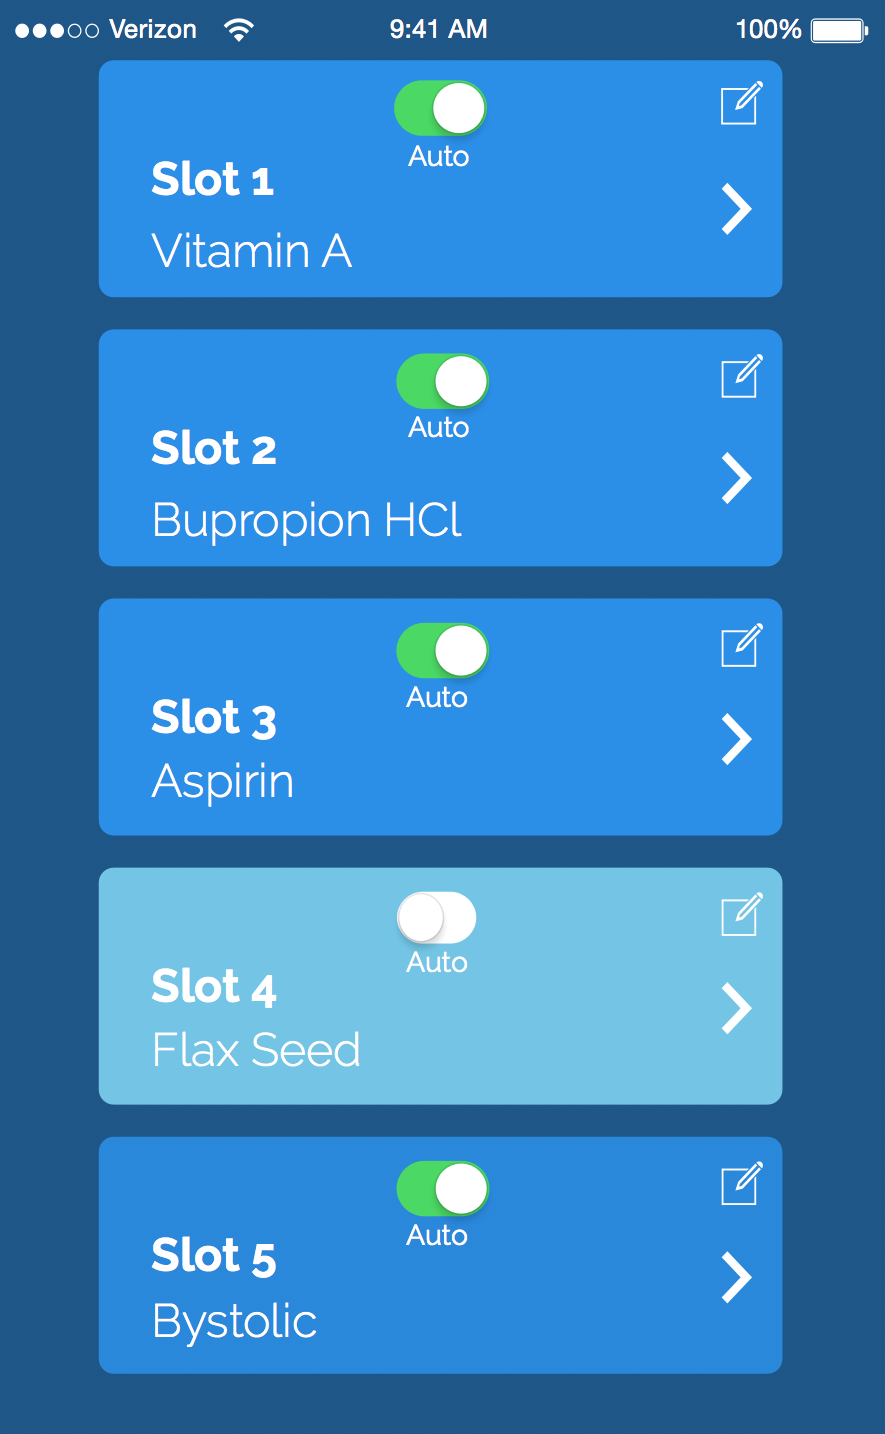 Verizon 9:41 AM 100%
Auto
Slot 1
Vitamin A
Auto
Slot 2
Bupropion HCl
Auto
Slot 3
Aspirin
Auto
Slot 4
Flax Seed
Auto
Slot 5
Bystolic